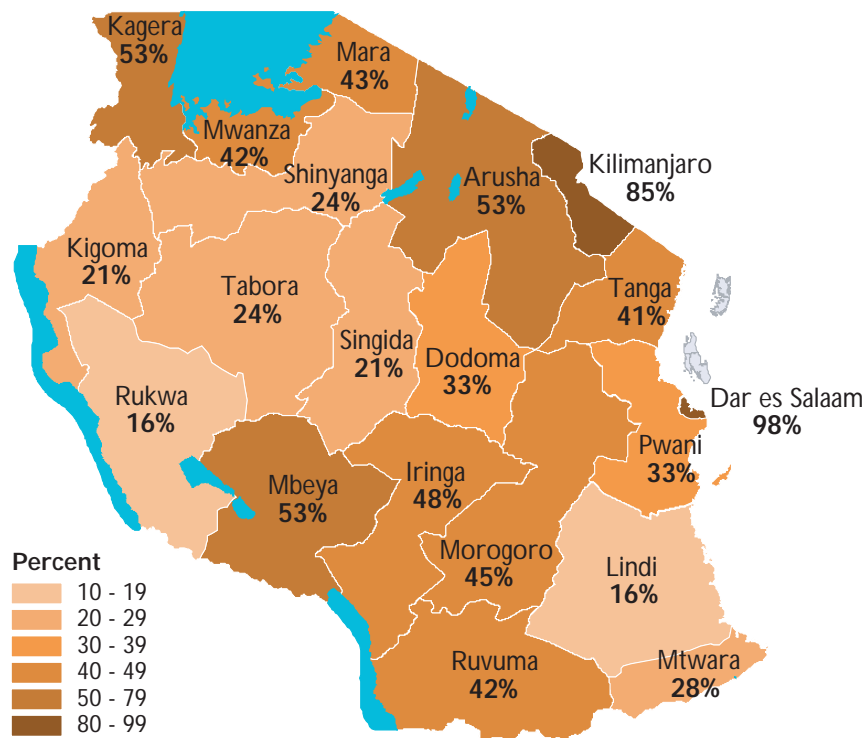 Kagera
53%
Mara
43%
Mwanza
42%
Shinyanga
24%
Arusha
53%
Kilimanjaro
85%
Kigoma
21%
Tabora
24%
Singida
21%
Dodoma
33%
Tanga
41%
Rukwa
16%
Dar es Salaam
98%
Pwani
33%
Mbeya
53%
Iringa
48%
Morogoro
45%
Lindi
16%
Ruvuma
42%
Mtwara
28%
Percent
10 - 19
20 - 29
30 - 39
40 - 49
50 - 79
80 - 99